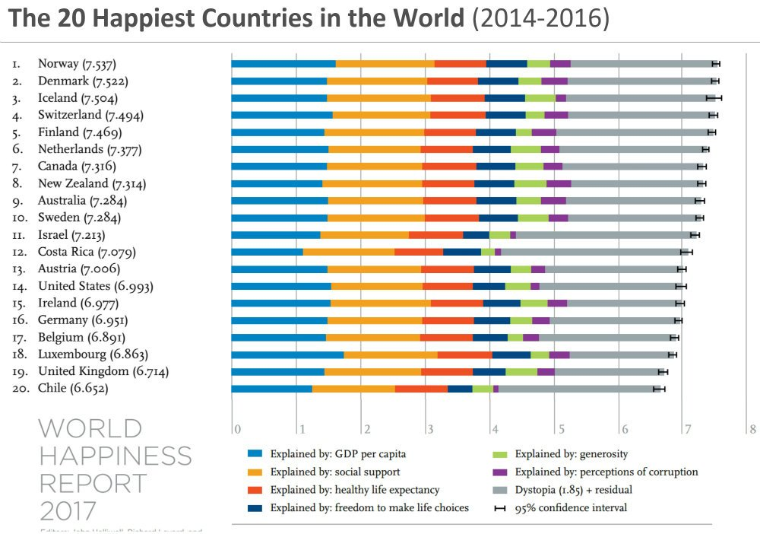 The 20 Happiest Countries in the World (2014-2016)
1. Norway (7.537)
2. Denmark (7.522)
3. Iceland (7.504)
4. Switzerland (7.494)
5. Finland (7.469)
6. Netherlands (7.377)
7. Canada (7.316)
8. New Zealand (7.314)
9. Australia (7.284)
10. Sweden (7.284)
11. Israel (7.213)
12. Costa Rica (7.079)
13. Austria (7.006)
14. United States (6.993)
15. Ireland (6.977)
16. Germany (6.951)
17. Belgium (6.891)
18. Luxembourg (6.863)
19. United Kingdom (6.714)
20. Chile (6.652)
0 1 2 3 4 5 6 7 8
WORLD
HAPPINESS
REPORT
2017
Explained by: GDP per capita
Explained by: social support
Explained by: healthy life expectancy
Explained by: freedom to make life choices
Explained by: generosity
Explained by: perceptions of corruption
Dystopia (1.85) + residual
95% confidence interval